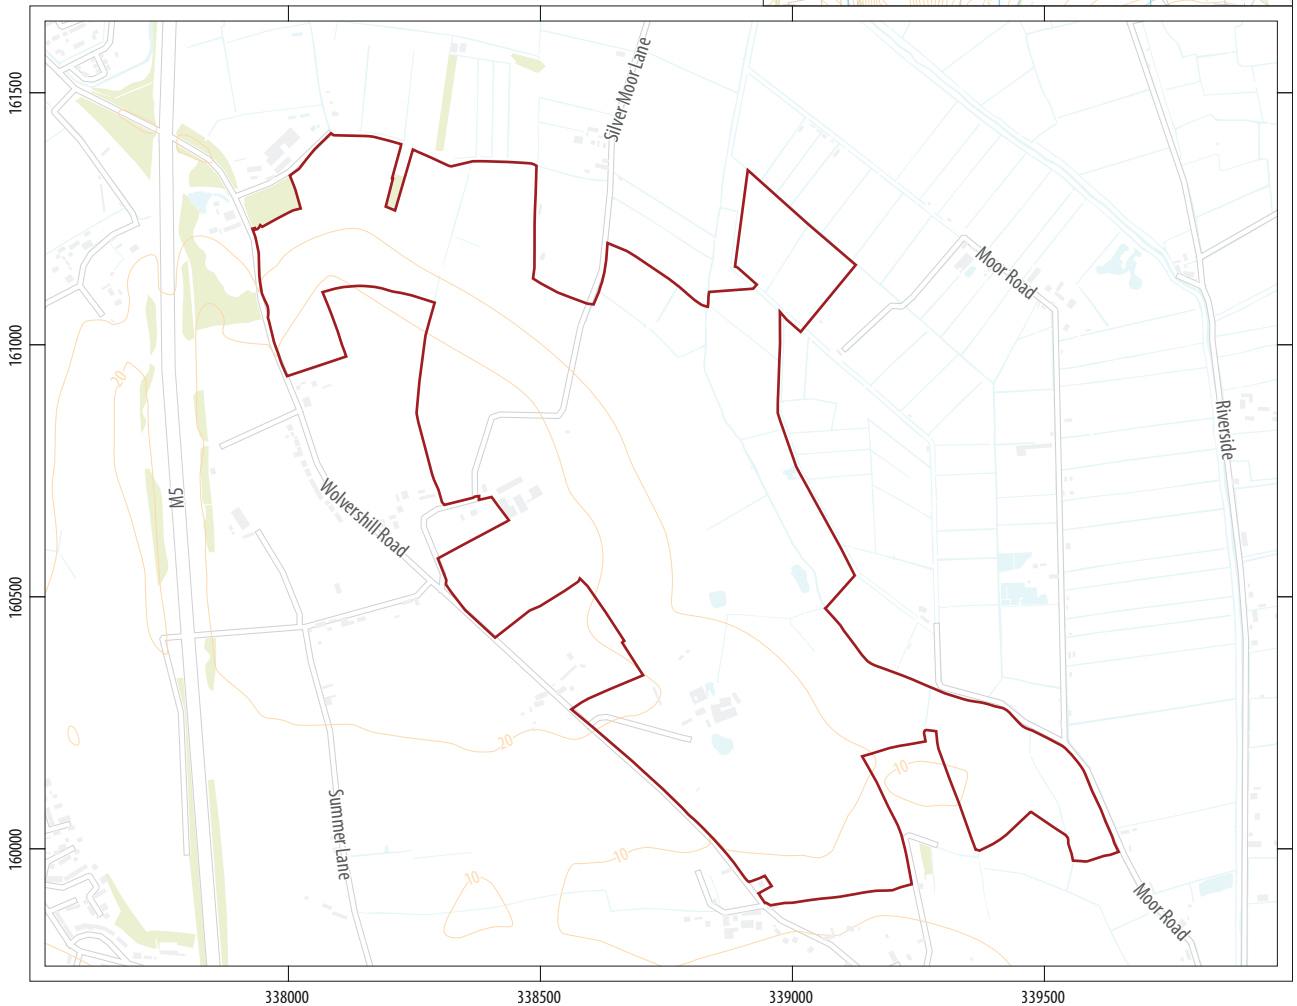 161500
161000
160500
160000
338000
338500
339000
339500
Silver Moor Lane
Moor Road
Riverside
M5
20
Wolvershill Road
20
10
10
10
Summer Lane
Moor Road